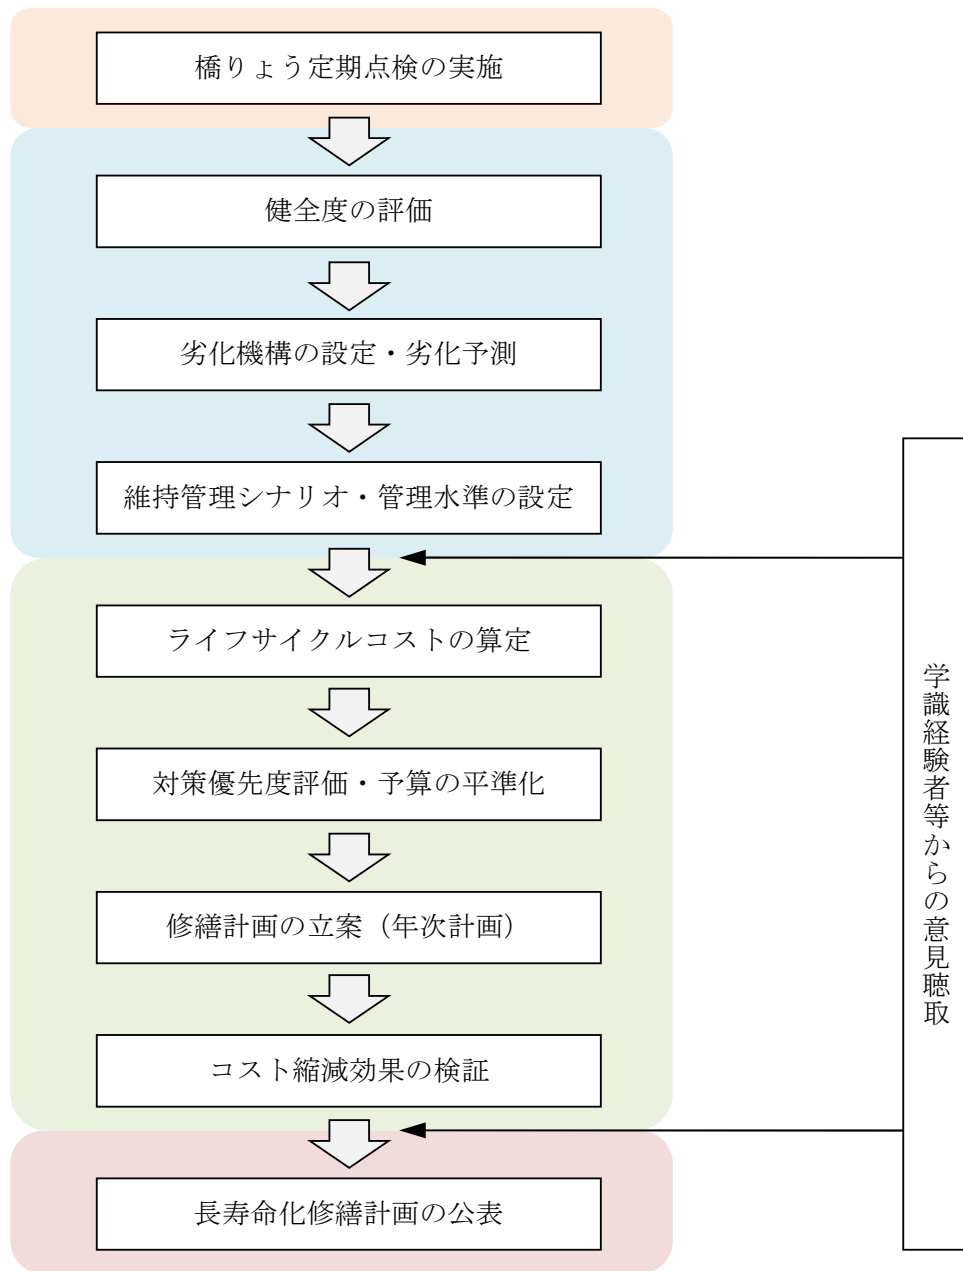 橋りょう定期点検の実施
健全度の評価
劣化機構の設定・劣化予測
維持管理シナリオ・管理水準の設定
ライフサイクルコストの算定
対策優先度評価・予算の平準化
修繕計画の立案（年次計画）
コスト縮減効果の検証
長寿命化修繕計画の公表
学識経験者等からの意見聴取